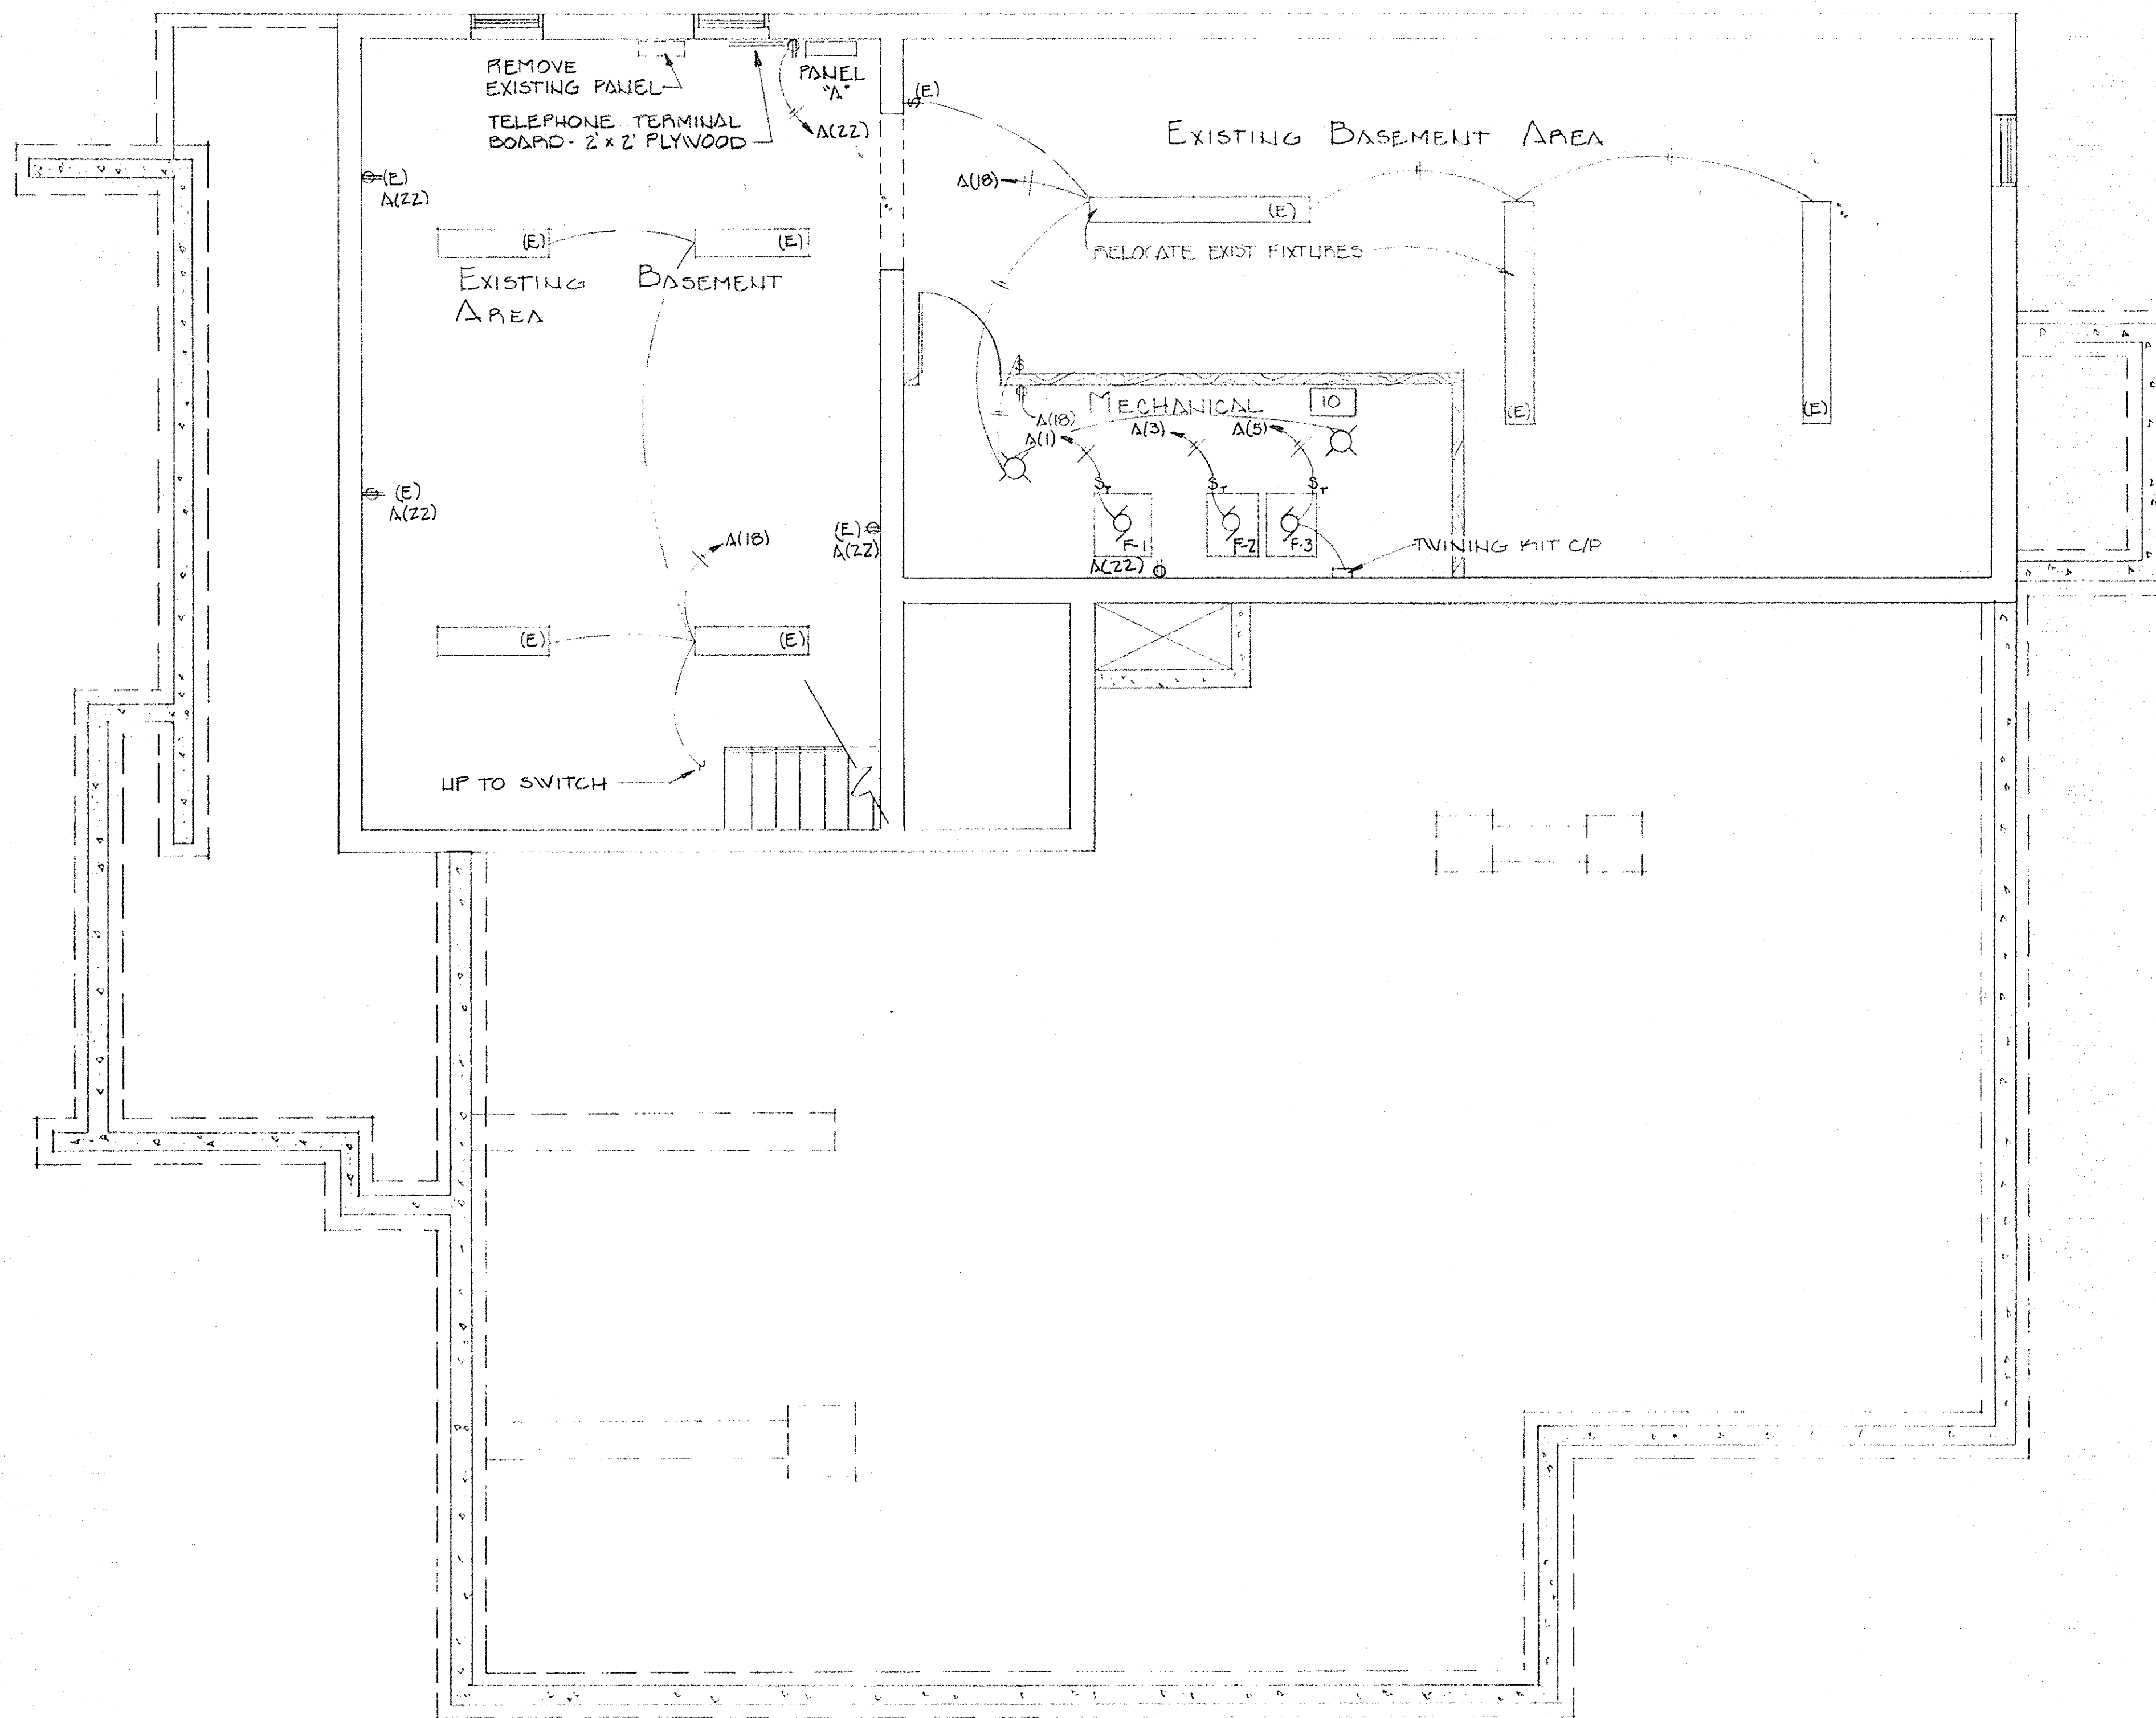 REMOVE
EXISTING PANEL
TELEPHONE TERMINAL
BOARD - 2' x 2' PLYWOOD
PANEL
"A"
A(22)
(E)
EXISTING BASEMENT AREA
(E)
A(22)
A(18)
(E)
(E)
(E)
RELOCATE EXIST FIXTURES
EXISTING BASEMENT
AREA
$
MECHANICAL
10
(E)
(E)
A(18)
A(1)
A(3)
A(5)
$T
$T
$T
(E)
A(22)
F-1
F-2
F-3
A(22)
TWINING KIT C/P
(E)
A(22)
A(18)
(E)
(E)
UP TO SWITCH